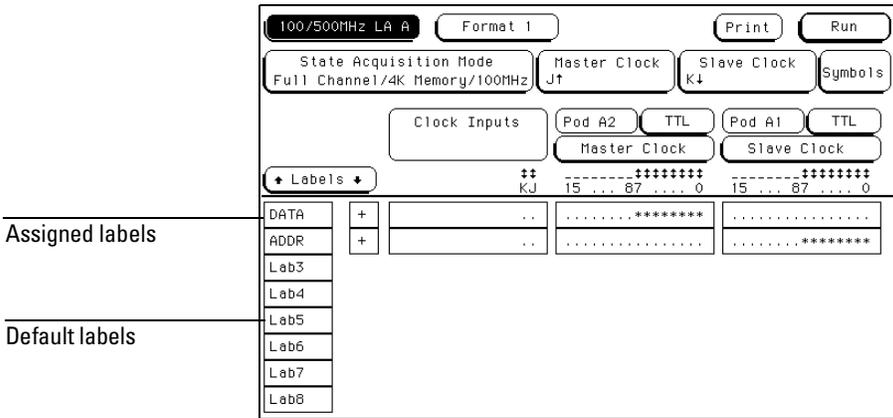 100/500MHz LA A Format 1 Print Run
State Acquisition Mode Master Clock Slave Clock Symbols
Full Channel/4K Memory/100MHz J↑ K↓
Clock Inputs Pod A2 TTL Pod A1 TTL
Master Clock Slave Clock
↑ Labels ↓ ↕↕ --------↕↕↕↕↕↕↕↕ --------↕↕↕↕↕↕↕↕
KJ 15 ... 87 .... 0 15 ... 87 .... 0
DATA + .. ........******** ................
Assigned labels
ADDR + .. ................ ........********
Lab3
Lab4
Lab5
Default labels
Lab6
Lab7
Lab8